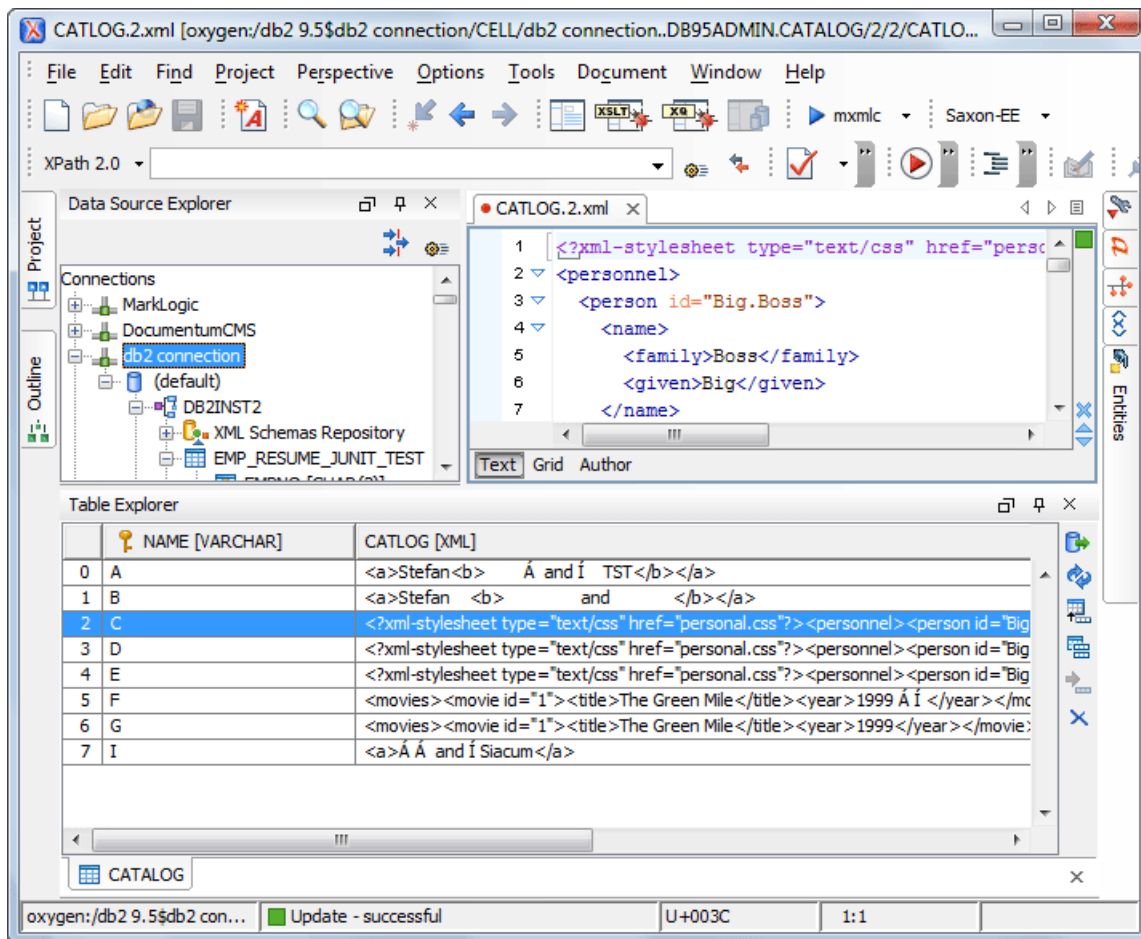 CATLOG.2.xml [oxygen:/db2 9.5$db2 connection/CELL/db2 connection..DB95ADMIN.CATALOG/2/2/CATLO...
File Edit Find Project Perspective Options Tools Document Window Help
XSLT XQ mxmlc Saxon-EE
XPath 2.0
Project
Outline
Data Source Explorer
Connections
MarkLogic
DocumentumCMS
db2 connection
(default)
DB2INST2
XML Schemas Repository
EMP_RESUME_JUNIT_TEST
EMPNO [CHAR(?)]
CATLOG.2.xml
1 <?xml-stylesheet type="text/css" href="perso
2 <personnel>
3 <person id="Big.Boss">
4 <name>
5 <family>Boss</family>
6 <given>Big</given>
7 </name>
Text Grid Author
Entities
Table Explorer
NAME [VARCHAR] CATLOG [XML]
0 A <a>Stefan<b> Á and Í TST</b></a>
1 B <a>Stefan <b> and </b></a>
2 C <?xml-stylesheet type="text/css" href="personal.css"?><personnel><person id="Big
3 D <?xml-stylesheet type="text/css" href="personal.css"?><personnel><person id="Big
4 E <?xml-stylesheet type="text/css" href="personal.css"?><personnel><person id="Big
5 F <movies><movie id="1"><title>The Green Mile</title><year>1999 Á Í </year></mo
6 G <movies><movie id="1"><title>The Green Mile</title><year>1999</year></movie>
7 I <a>Á Á and Í Siacum</a>
CATALOG
oxygen:/db2 9.5$db2 con... Update - successful U+003C 1:1